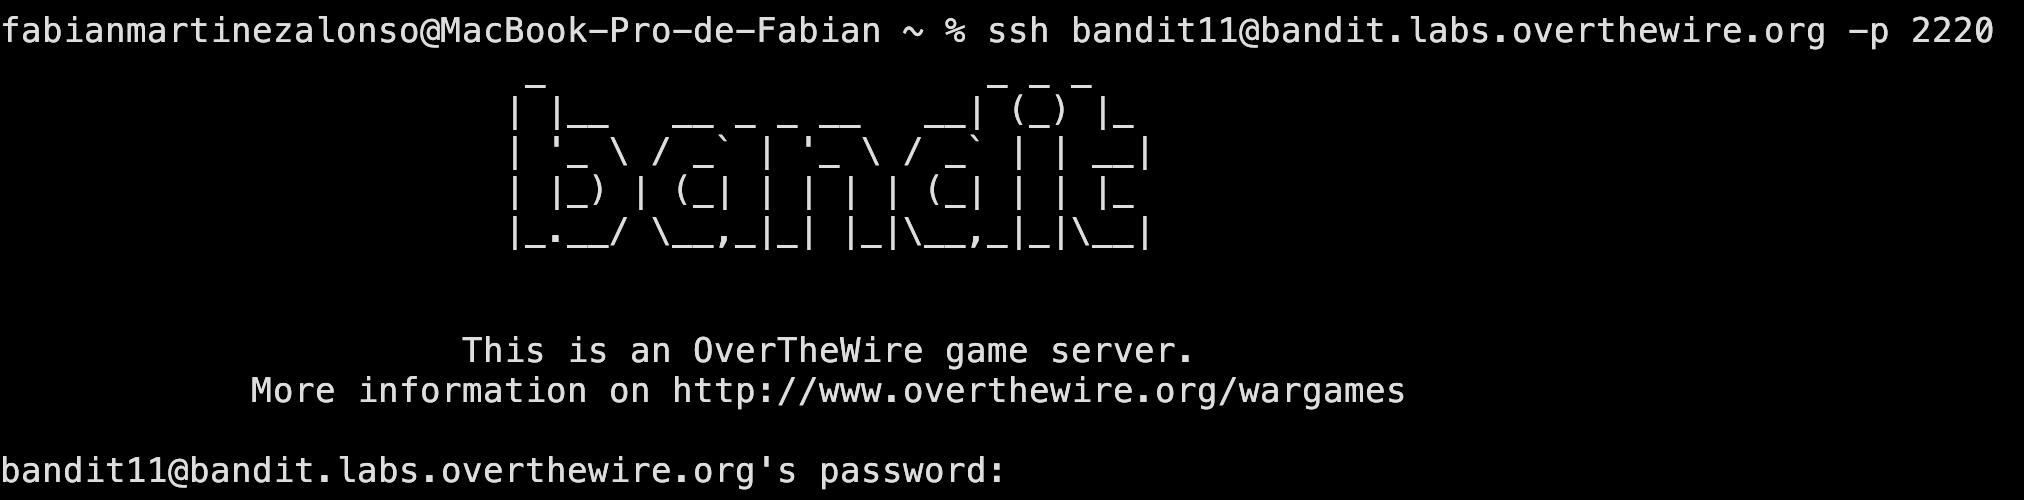 fabianmartinezalonso@MacBook-Pro-de-Fabian ~ % ssh bandit11@bandit.labs.overthewire.org -p 2220
                         _                     _ _ _
                        | |__   __ _ _ __   __| (_) |_
                        | '_ \ / _` | '_ \ / _` | | __|
                        | |_) | (_| | | | | (_| | | |_
                        |_.__/ \__,_|_| |_|\__,_|_|\__|
                      This is an OverTheWire game server.
            More information on http://www.overthewire.org/wargames
bandit11@bandit.labs.overthewire.org's password: